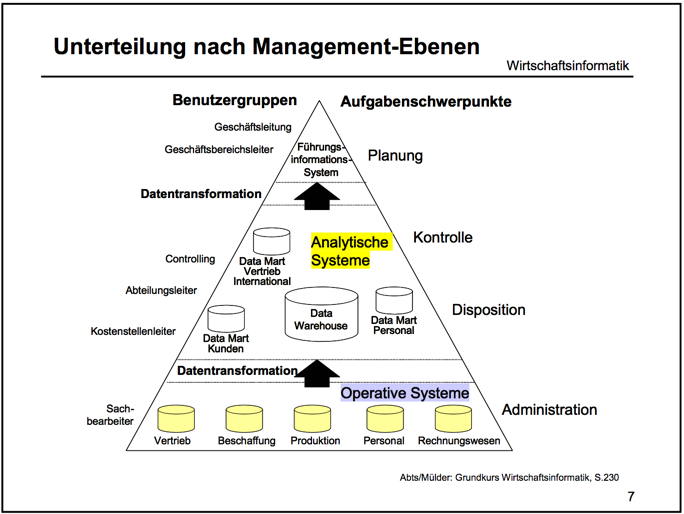 Unterteilung nach Management-Ebenen
Wirtschaftsinformatik
Benutzergruppen
Aufgabenschwerpunkte
Geschäftsleitung
Geschäftsbereichsleiter
Führungs-
informations-
System
Planung
Datentransformation
Kontrolle
Analytische
Systeme
Controlling
Data Mart
Vertrieb
International
Abteilungsleiter
Disposition
Data
Warehouse
Data Mart
Personal
Kostenstellenleiter
Data Mart
Kunden
Datentransformation
Operative Systeme
Sach-
bearbeiter
Administration
Vertrieb
Beschaffung
Produktion
Personal
Rechnungswesen
Abts/Mülder: Grundkurs Wirtschaftsinformatik, S.230
7